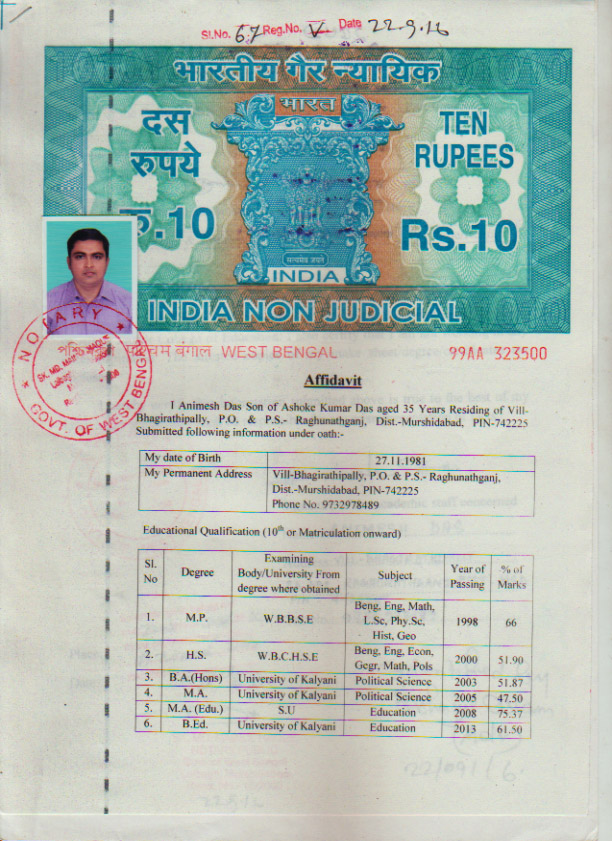 Sl.No. 67 Reg.No. V Date 22.9.16
भारतीय गैर न्यायिक
भारत
दस
रुपये
रु.10
TEN
RUPEES
Rs.10
सत्यमेव जयते
INDIA
INDIA NON JUDICIAL
পশ্চিমবঙ্গ पश्चिम बंगाल WEST BENGAL 99AA 323500
NOTARY
GOVT. OF WEST BENGAL
Affidavit
I Animesh Das Son of Ashoke Kumar Das aged 35 Years Residing of Vill-
Bhagirathipally, P.O. & P.S.- Raghunathganj, Dist.-Murshidabad, PIN-742225
Submitted following information under oath:-
My date of Birth 27.11.1981
My Permanent Address Vill-Bhagirathipally, P.O. & P.S.- Raghunathganj,
Dist.-Murshidabad, PIN-742225
Phone No. 9732978489
Educational Qualification (10th or Matriculation onward)
Sl. No Degree Examining Body/University From degree where obtained Subject Year of Passing % of Marks
1. M.P. W.B.B.S.E Beng, Eng, Math, L.Sc, Phy.Sc, Hist, Geo 1998 66
2. H.S. W.B.C.H.S.E Beng, Eng, Econ, Gegr, Math, Pols 2000 51.90
3. B.A.(Hons) University of Kalyani Political Science 2003 51.87
4. M.A. University of Kalyani Political Science 2005 47.50
5. M.A. (Edu.) S.U Education 2008 75.37
6. B.Ed. University of Kalyani Education 2013 61.50